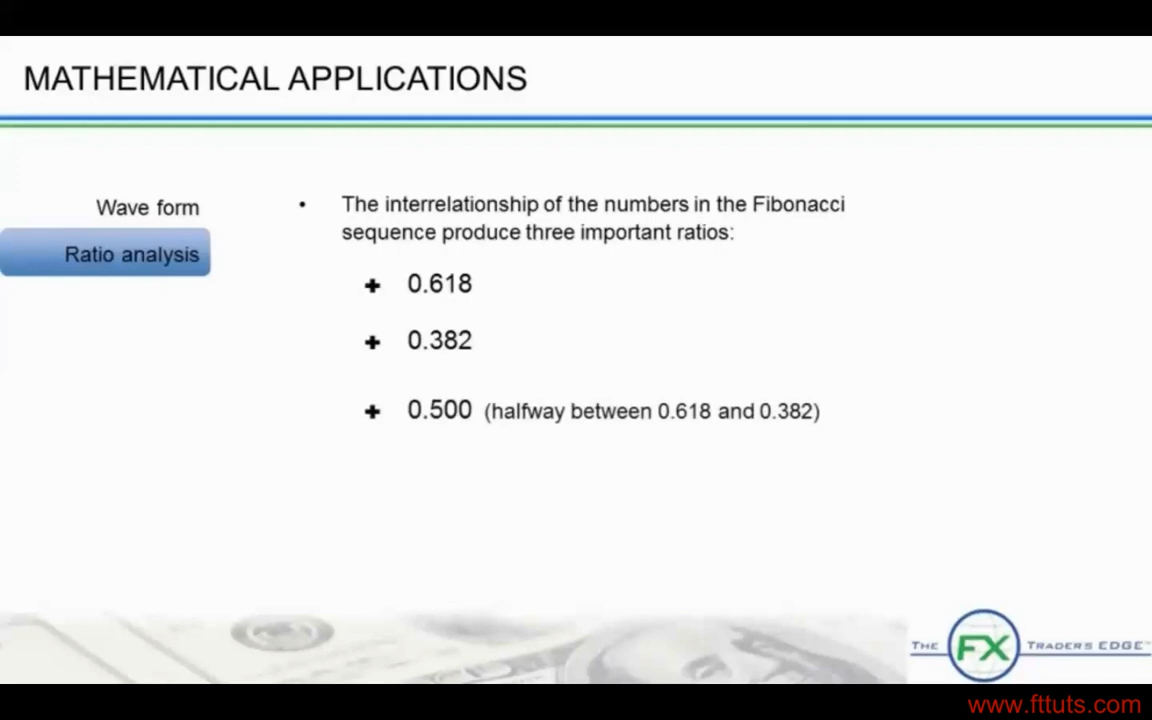 MATHEMATICAL APPLICATIONS
Wave form
Ratio analysis
• The interrelationship of the numbers in the Fibonacci
sequence produce three important ratios:
+ 0.618
+ 0.382
+ 0.500 (halfway between 0.618 and 0.382)
THE FX TRADERS EDGE™
www.fttuts.com